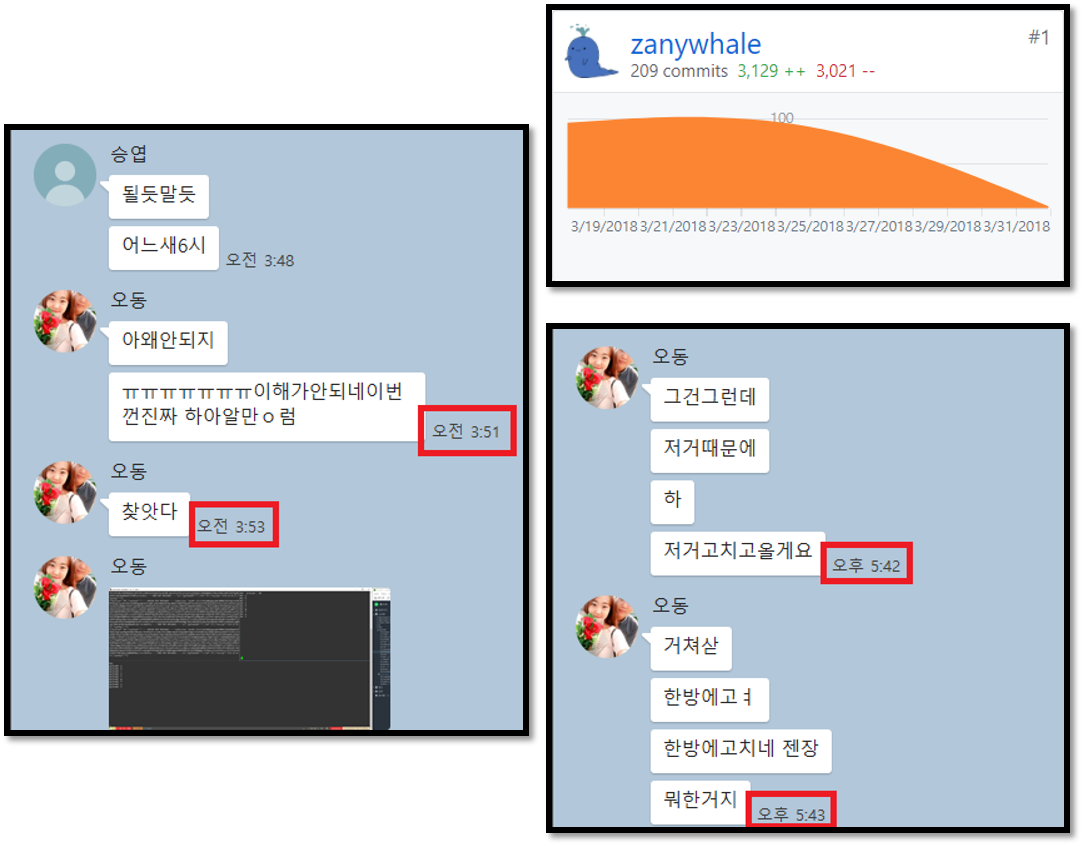 승엽
될듯말듯
어느새6시
오전 3:48
오동
아왜안되지
ㅠㅠㅠㅠㅠㅠㅠ이해가안되네이번
껀진짜 하아알만ㅇ럼
오전 3:51
오동
찾앗다
오전 3:53
오동
zanywhale
#1
209 commits 3,129 ++ 3,021 --
100
3/19/2018 3/21/2018 3/23/2018 3/25/2018 3/27/2018 3/29/2018 3/31/2018
오동
그건그런데
저거때문에
하
저거고치고올게요
오후 5:42
오동
거쳐삳
한방에고ㅕ
한방에고치네 젠장
뭐한거지
오후 5:43